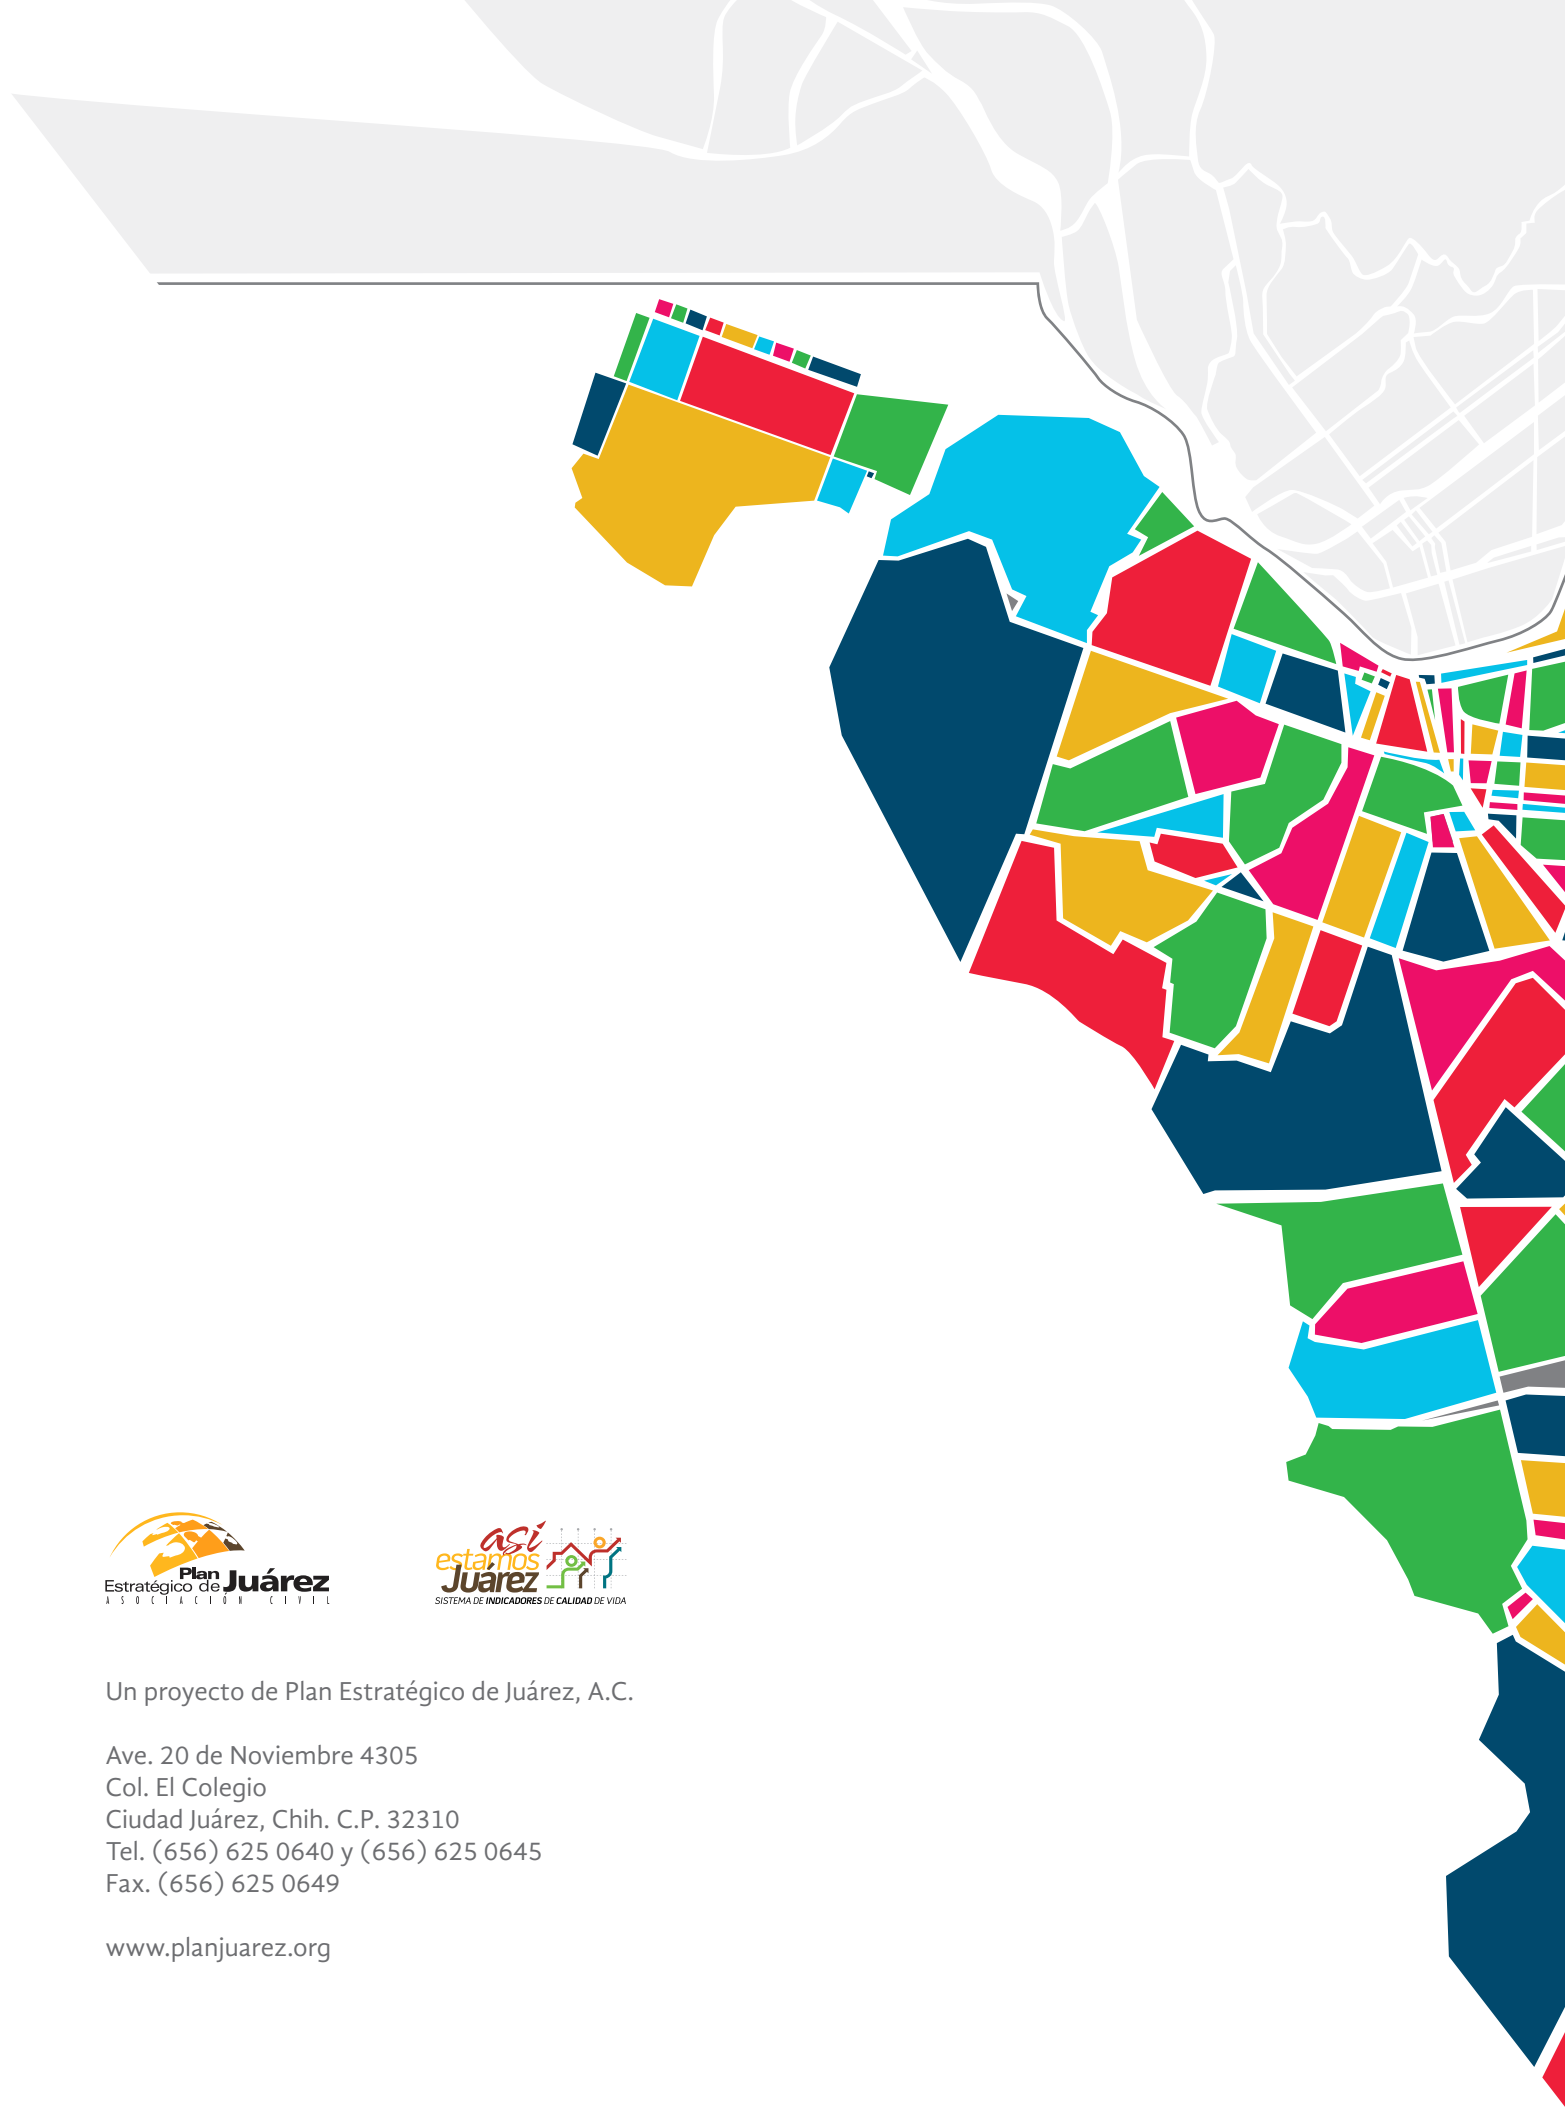 Plan
Estratégico de Juárez
ASOCIACIÓN CIVIL
así
estamos
Juárez
SISTEMA DE INDICADORES DE CALIDAD DE VIDA
Un proyecto de Plan Estratégico de Juárez, A.C.
Ave. 20 de Noviembre 4305
Col. El Colegio
Ciudad Juárez, Chih. C.P. 32310
Tel. (656) 625 0640 y (656) 625 0645
Fax. (656) 625 0649
www.planjuarez.org